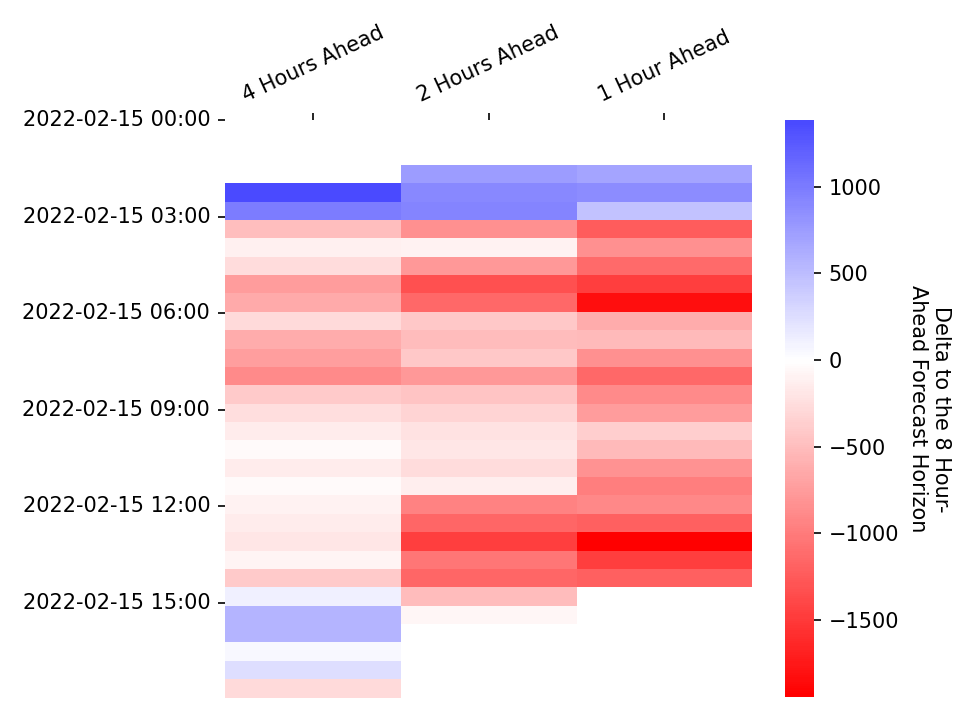 4 Hours Ahead
2 Hours Ahead
1 Hour Ahead
2022-02-15 00:00
2022-02-15 03:00
2022-02-15 06:00
2022-02-15 09:00
2022-02-15 12:00
2022-02-15 15:00
1000
500
0
−500
−1000
−1500
Delta to the 8 Hour-
Ahead Forecast Horizon